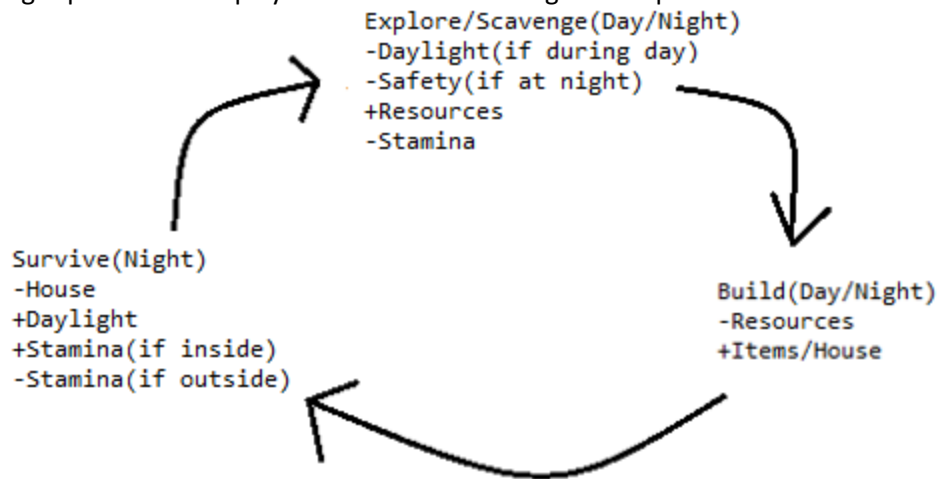 Explore/Scavenge(Day/Night)
-Daylight(if during day)
-Safety(if at night)
+Resources
-Stamina
Survive(Night)
-House
+Daylight
+Stamina(if inside)
-Stamina(if outside)
Build(Day/Night)
-Resources
+Items/House